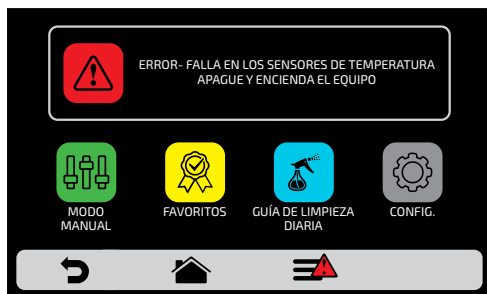 ERROR- FALLA EN LOS SENSORES DE TEMPERATURA
APAGUE Y ENCIENDA EL EQUIPO
MODO
MANUAL
FAVORITOS
GUÍA DE LIMPIEZA
DIARIA
CONFIG.